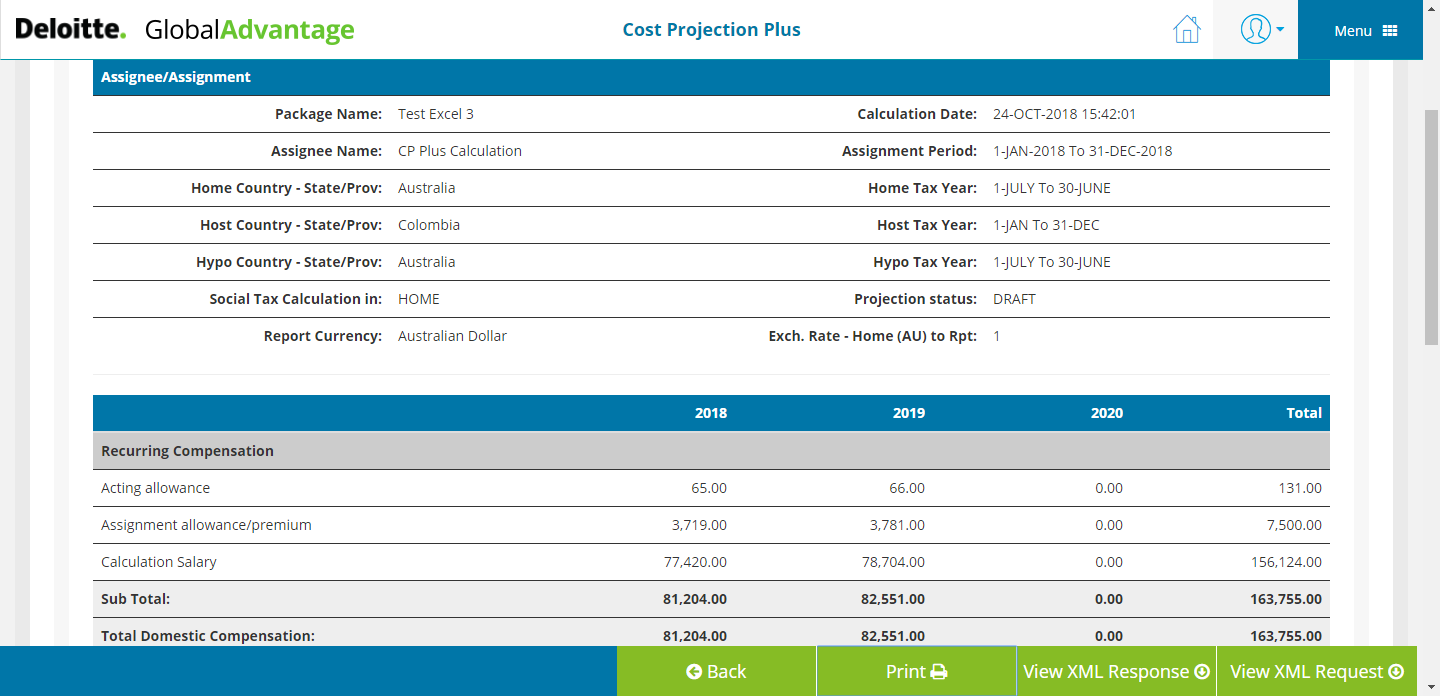 Deloitte. GlobalAdvantage Cost Projection Plus Menu
Assignee/Assignment
Package Name: Test Excel 3 Calculation Date: 24-OCT-2018 15:42:01
Assignee Name: CP Plus Calculation Assignment Period: 1-JAN-2018 To 31-DEC-2018
Home Country - State/Prov: Australia Home Tax Year: 1-JULY To 30-JUNE
Host Country - State/Prov: Colombia Host Tax Year: 1-JAN To 31-DEC
Hypo Country - State/Prov: Australia Hypo Tax Year: 1-JULY To 30-JUNE
Social Tax Calculation in: HOME Projection status: DRAFT
Report Currency: Australian Dollar Exch. Rate - Home (AU) to Rpt: 1
2018 2019 2020 Total
Recurring Compensation
Acting allowance 65.00 66.00 0.00 131.00
Assignment allowance/premium 3,719.00 3,781.00 0.00 7,500.00
Calculation Salary 77,420.00 78,704.00 0.00 156,124.00
Sub Total: 81,204.00 82,551.00 0.00 163,755.00
Total Domestic Compensation: 81,204.00 82,551.00 0.00 163,755.00
Back Print View XML Response View XML Request